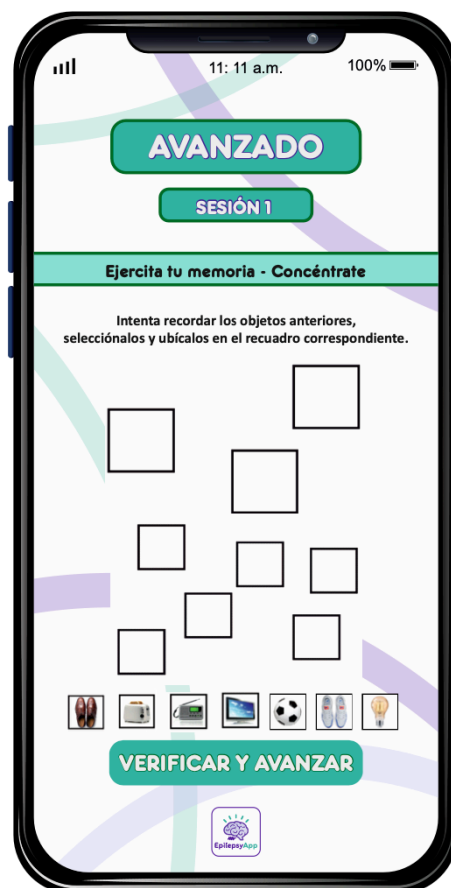 11: 11 a.m.
100%
AVANZADO
SESIÓN 1
Ejercita tu memoria - Concéntrate
Intenta recordar los objetos anteriores,
selecciónalos y ubícalos en el recuadro correspondiente.
VERIFICAR Y AVANZAR
EpilepsyApp